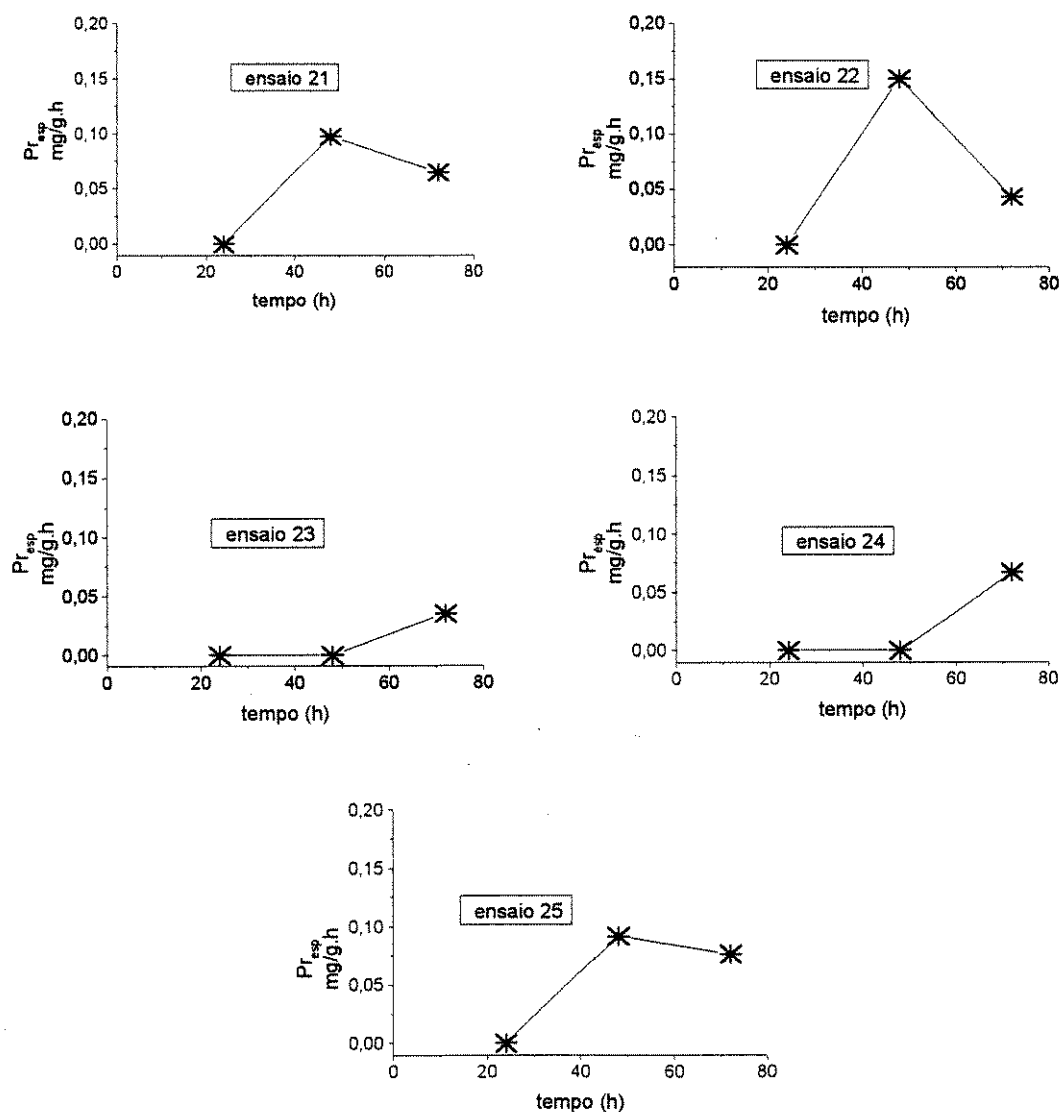 0,20
0,15
0,10
0,05
0,00
Pr_esp
mg/g.h
ensaio 21
0 20 40 60 80
tempo (h)
0,20
0,15
0,10
0,05
0,00
Pr_esp
mg/g.h
ensaio 22
0 20 40 60 80
tempo (h)
0,20
0,15
0,10
0,05
0,00
Pr_esp
mg/g.h
ensaio 23
0 20 40 60 80
tempo (h)
0,20
0,15
0,10
0,05
0,00
Pr_esp
mg/g.h
ensaio 24
0 20 40 60 80
tempo (h)
0,20
0,15
0,10
0,05
0,00
Pr_esp
mg/g.h
ensaio 25
0 20 40 60 80
tempo (h)